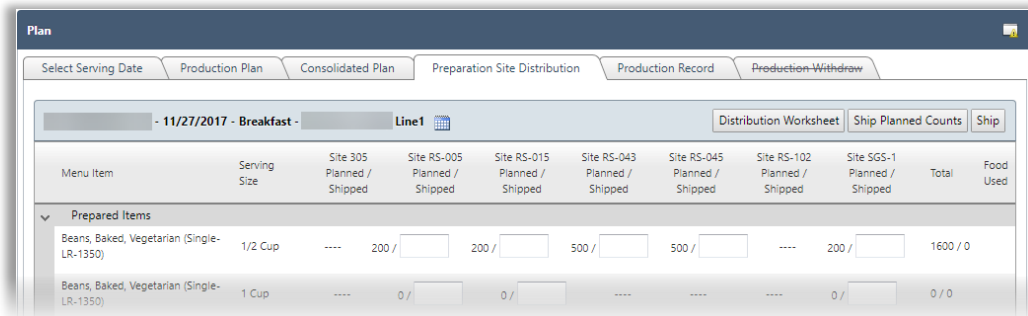 Plan
Select Serving Date Production Plan Consolidated Plan Preparation Site Distribution Production Record Production Withdraw
- 11/27/2017 - Breakfast - Line1 Distribution Worksheet Ship Planned Counts Ship
Menu Item Serving Size Site 305 Planned / Shipped Site RS-005 Planned / Shipped Site RS-015 Planned / Shipped Site RS-043 Planned / Shipped Site RS-045 Planned / Shipped Site RS-102 Planned / Shipped Site SGS-1 Planned / Shipped Total Food Used
Prepared Items
Beans, Baked, Vegetarian (Single-
LR-1350) 1/2 Cup ---- 200 / 200 / 500 / 500 / ---- 200 / 1600 / 0
Beans, Baked, Vegetarian (Single-
LR-1350) 1 Cup ---- 0 / 0 / ---- ---- ---- 0 / 0 / 0